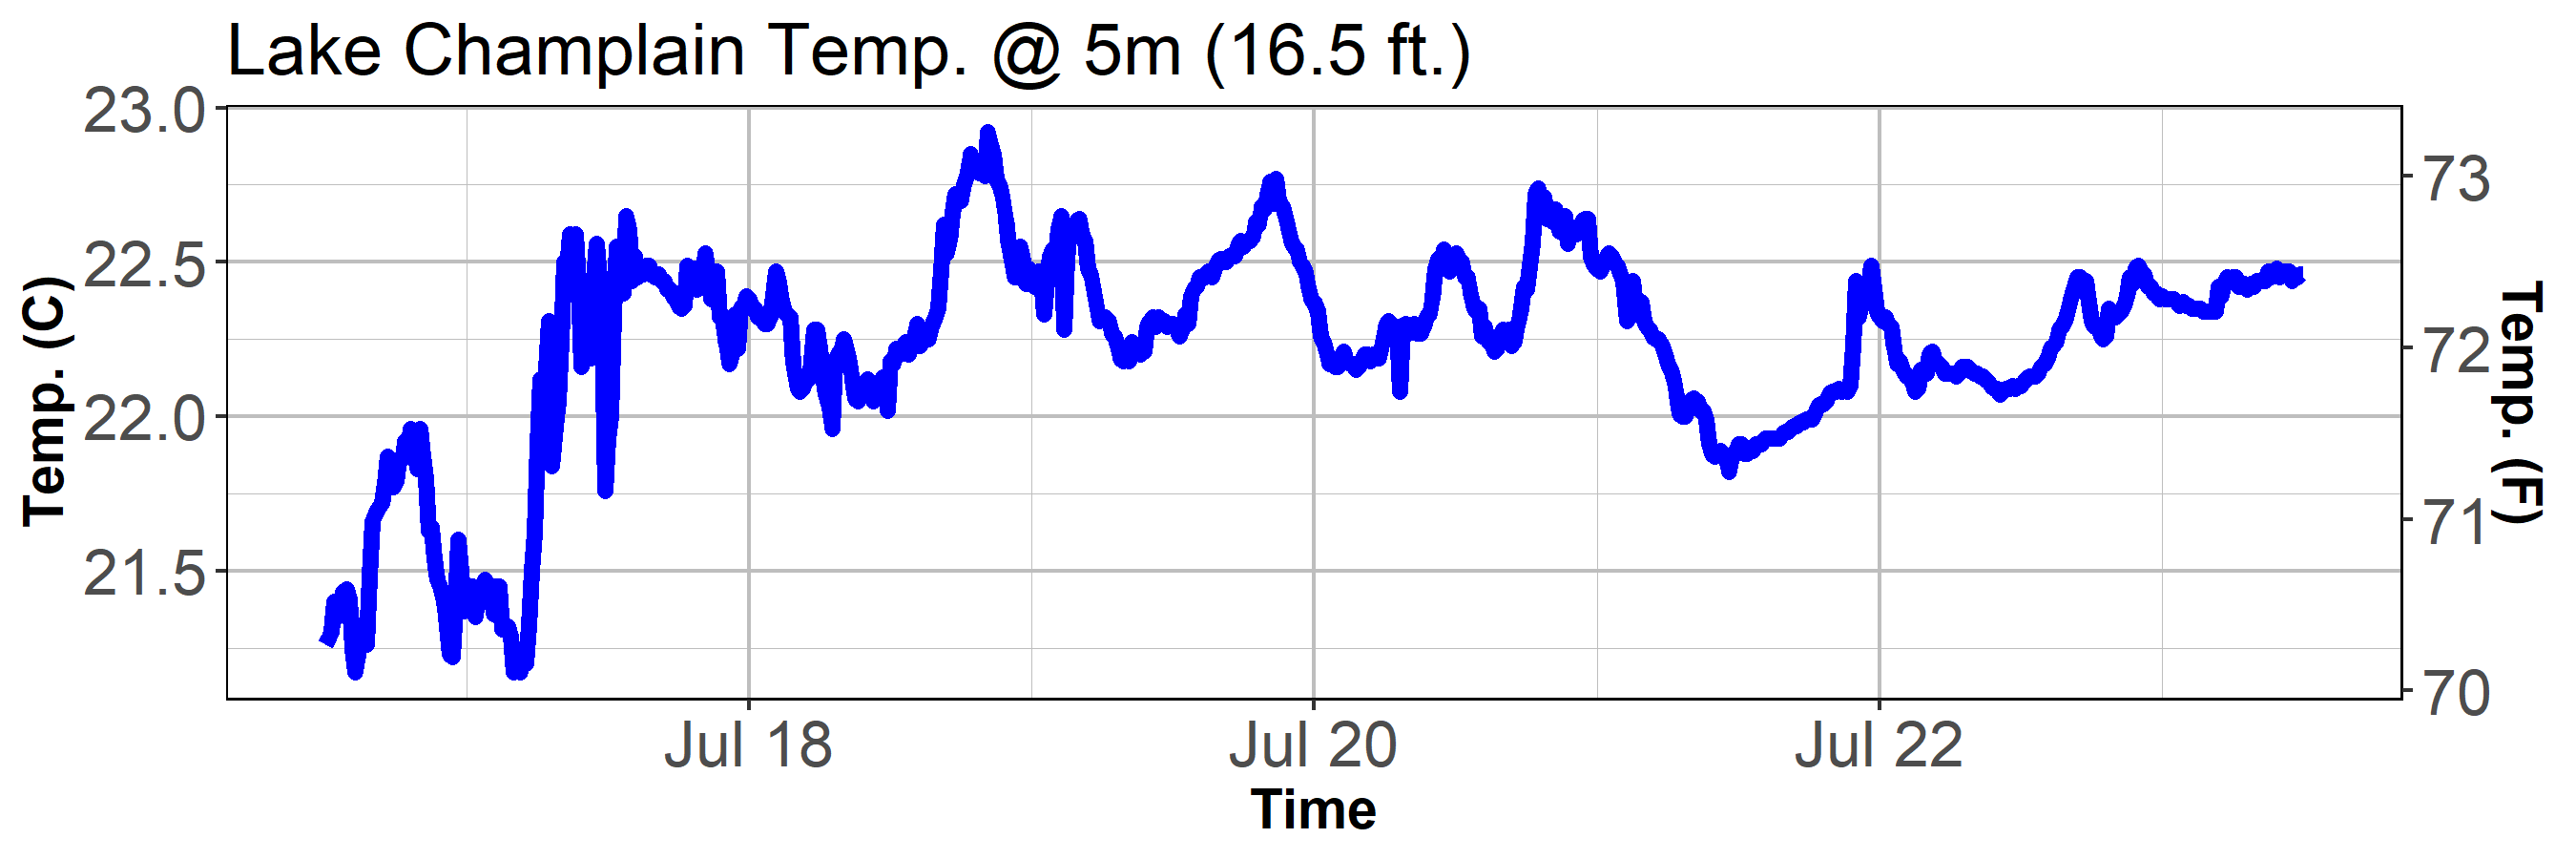 Lake Champlain Temp. @ 5m (16.5 ft.)
23.0
22.5
22.0
21.5
Temp. (C)
73
72
71
70
Temp. (F)
Jul 18 Jul 20 Jul 22
Time